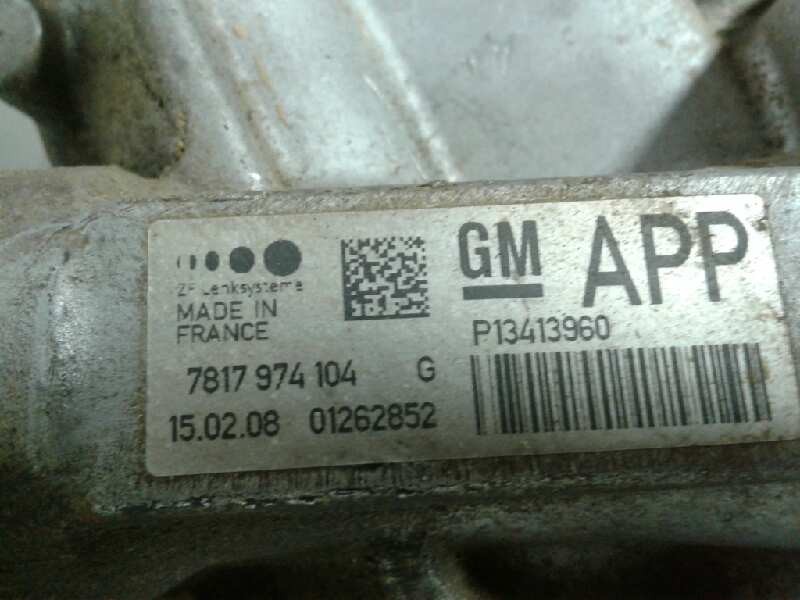 ZF Lenksysteme
MADE IN
FRANCE
GM
APP
P13413960
7817 974 104 G
15.02.08 01262852